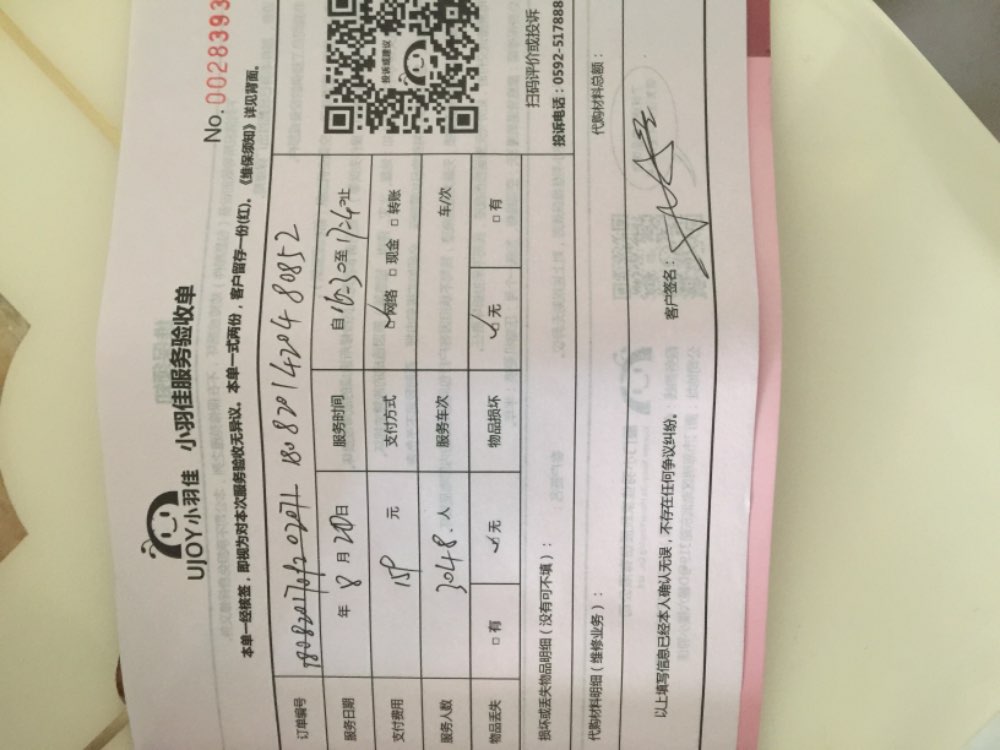 No.0028393
UJOY小羽佳 小羽佳服务验收单
本单一经核签，即视为对本次服务验收无异议。本单一式两份，客户留存一份(红)。《维保须知》详见背面。
订单编号 1808201420480852
服务日期 年 8 月 20 日 服务时间 自 16:30 至 17:40 止
支付费用 元 支付方式 ☑ 网络 □ 现金 □ 转账
服务人数 3048. 人 服务车次 车/次
物品丢失 □ 有 ☑ 无 物品损坏 ☑ 无 □ 有
投诉或建议
扫码评价或投诉
投诉电话：0592-517888
损坏或丢失物品明细（没有可不填）：
代购材料明细（维修业务）： 代购材料总额：
以上填写信息已经本人确认无误，不存在任何争议纠纷。 客户签名：